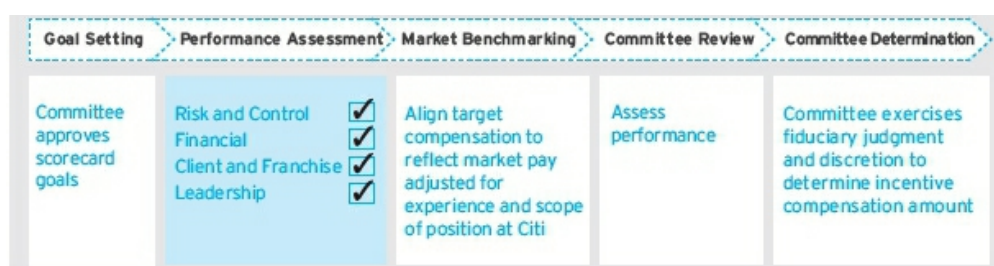 Goal Setting
Performance Assessment
Market Benchmarking
Committee Review
Committee Determination
Committee
approves
scorecard
goals
Risk and Control
Financial
Client and Franchise
Leadership
Align target
compensation to
reflect market pay
adjusted for
experience and scope
of position at Citi
Assess
performance
Committee exercises
fiduciary judgment
and discretion to
determine incentive
compensation amount